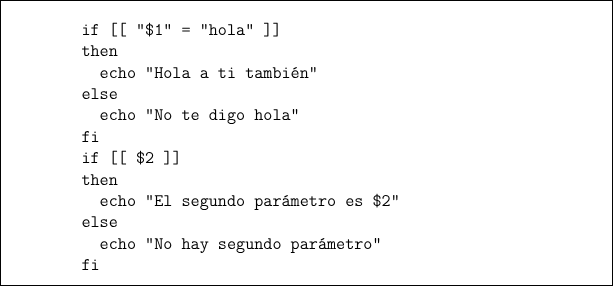 if [[ "$1" = "hola" ]]
then
  echo "Hola a ti también"
else
  echo "No te digo hola"
fi
if [[ $2 ]]
then
  echo "El segundo parámetro es $2"
else
  echo "No hay segundo parámetro"
fi